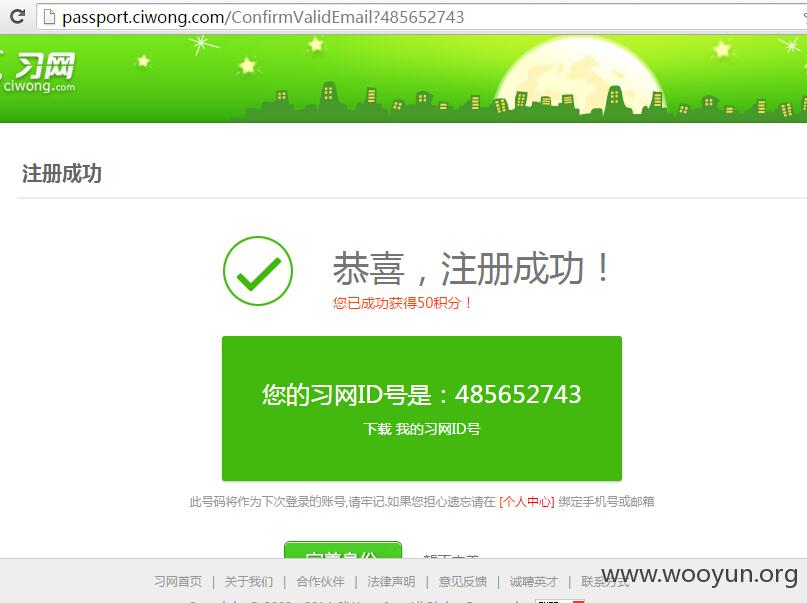 passport.ciwong.com/ConfirmValidEmail?485652743
习网
ciwong.com
注册成功
恭喜，注册成功！
您已成功获得50积分！
您的习网ID号是：485652743
下载 我的习网ID号
此号码将作为下次登录的账号,请牢记.如果您担心遗忘请在 [个人中心] 绑定手机号或邮箱
习网首页 | 关于我们 | 合作伙伴 | 法律声明 | 意见反馈 | 诚聘英才 | 联系方式
www.wooyun.org